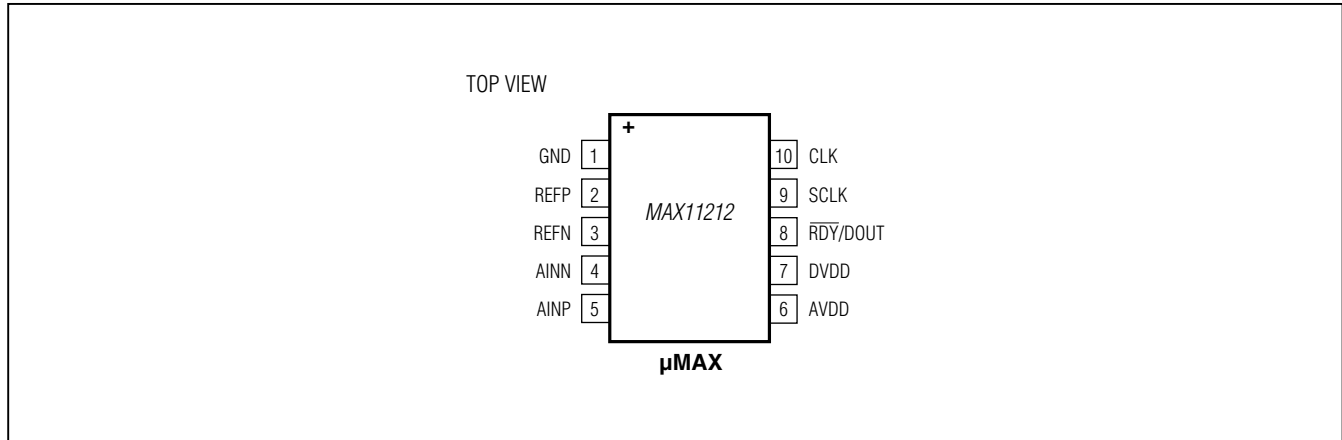 TOP VIEW
+
GND 1
REFP 2
REFN 3
AINN 4
AINP 5
MAX11212
10 CLK
9 SCLK
8 R̅D̅Y̅/DOUT
7 DVDD
6 AVDD
µMAX